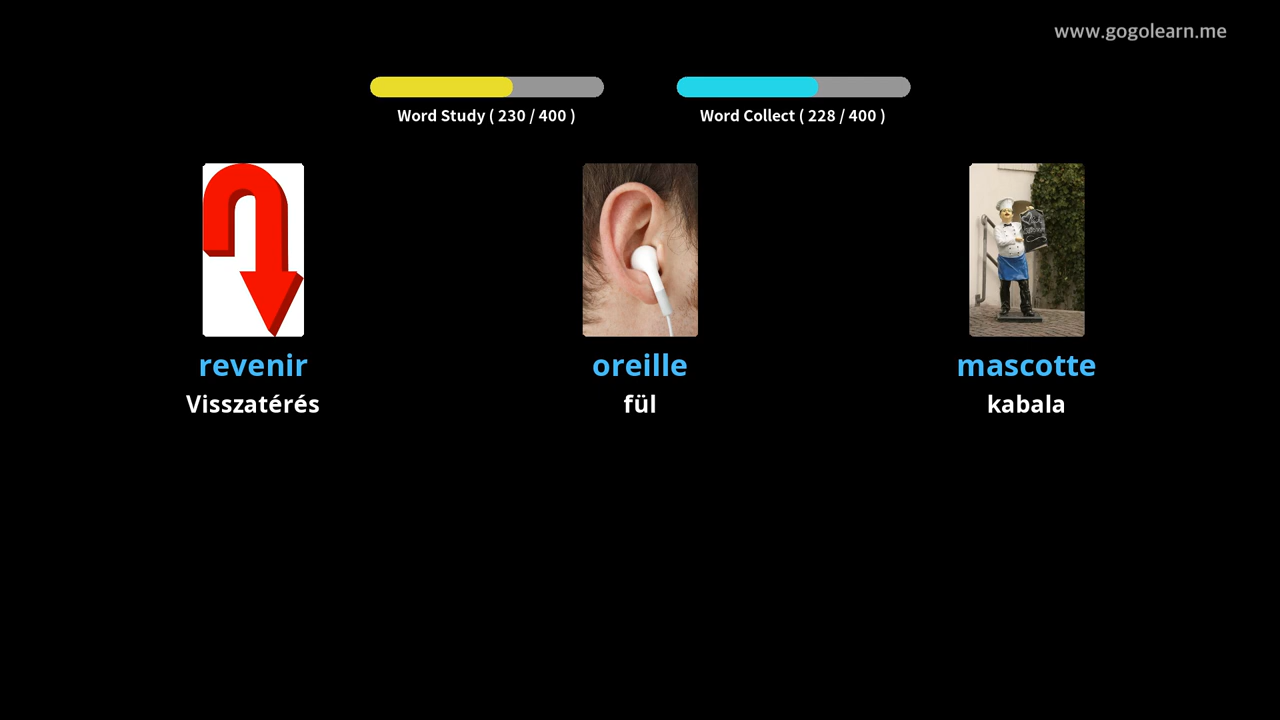 www.gogolearn.me
Word Study ( 230 / 400 )
Word Collect ( 228 / 400 )
revenir
Visszatérés
oreille
fül
mascotte
kabala